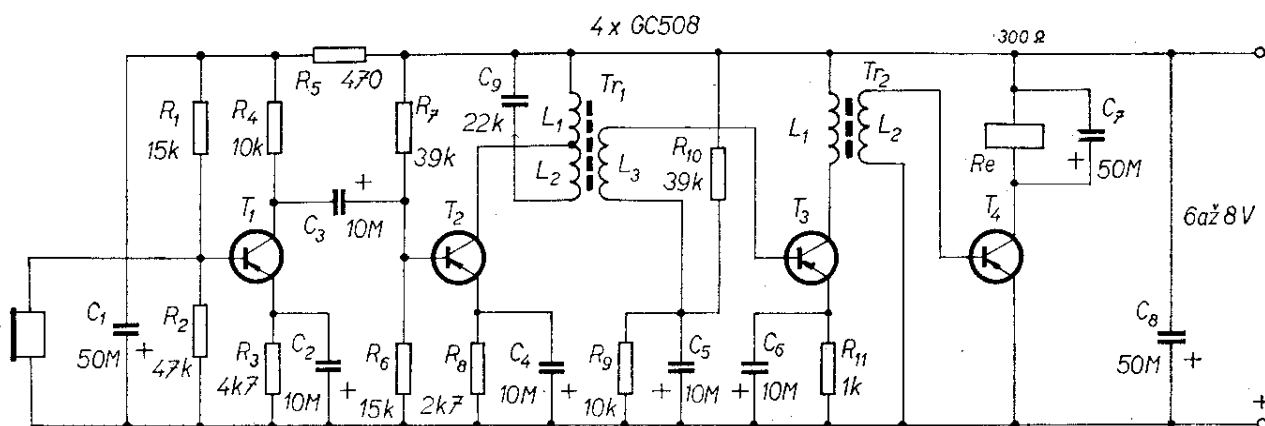 4 x GC508
300 Ω
R5 470
C9 22k
Tr1
Tr2
R1 15k
R4 10k
R7 39k
L1
L2
L3
R10 39k
L1
L2
C7
+ 50M
Re
T1
C3
+
10M
T2
T3
T4
6až 8V
C1 50M +
R2 47k
R3 4k7
C2 10M +
R6 15k
R8 2k7
C4 10M +
R9 10k
C5 + 10M
C6 + 10M
R11 1k
C8 50M +
+